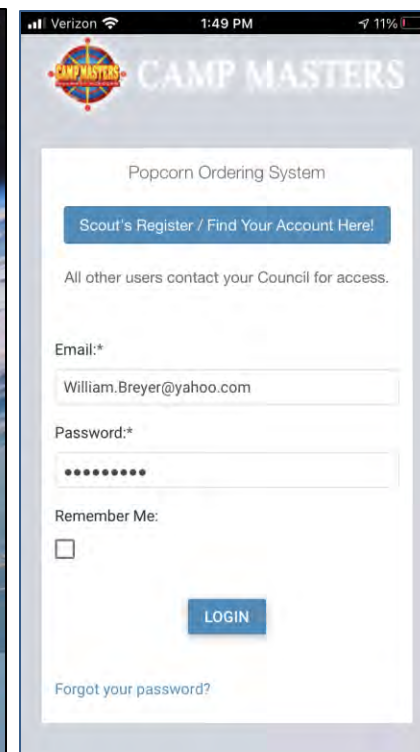 Verizon 1:49 PM 11%
CAMP MASTERS CAMP MASTERS
Popcorn Ordering System
Scout's Register / Find Your Account Here!
All other users contact your Council for access.
Email:*
William.Breyer@yahoo.com
Password:*
•••••••••
Remember Me:
LOGIN
Forgot your password?